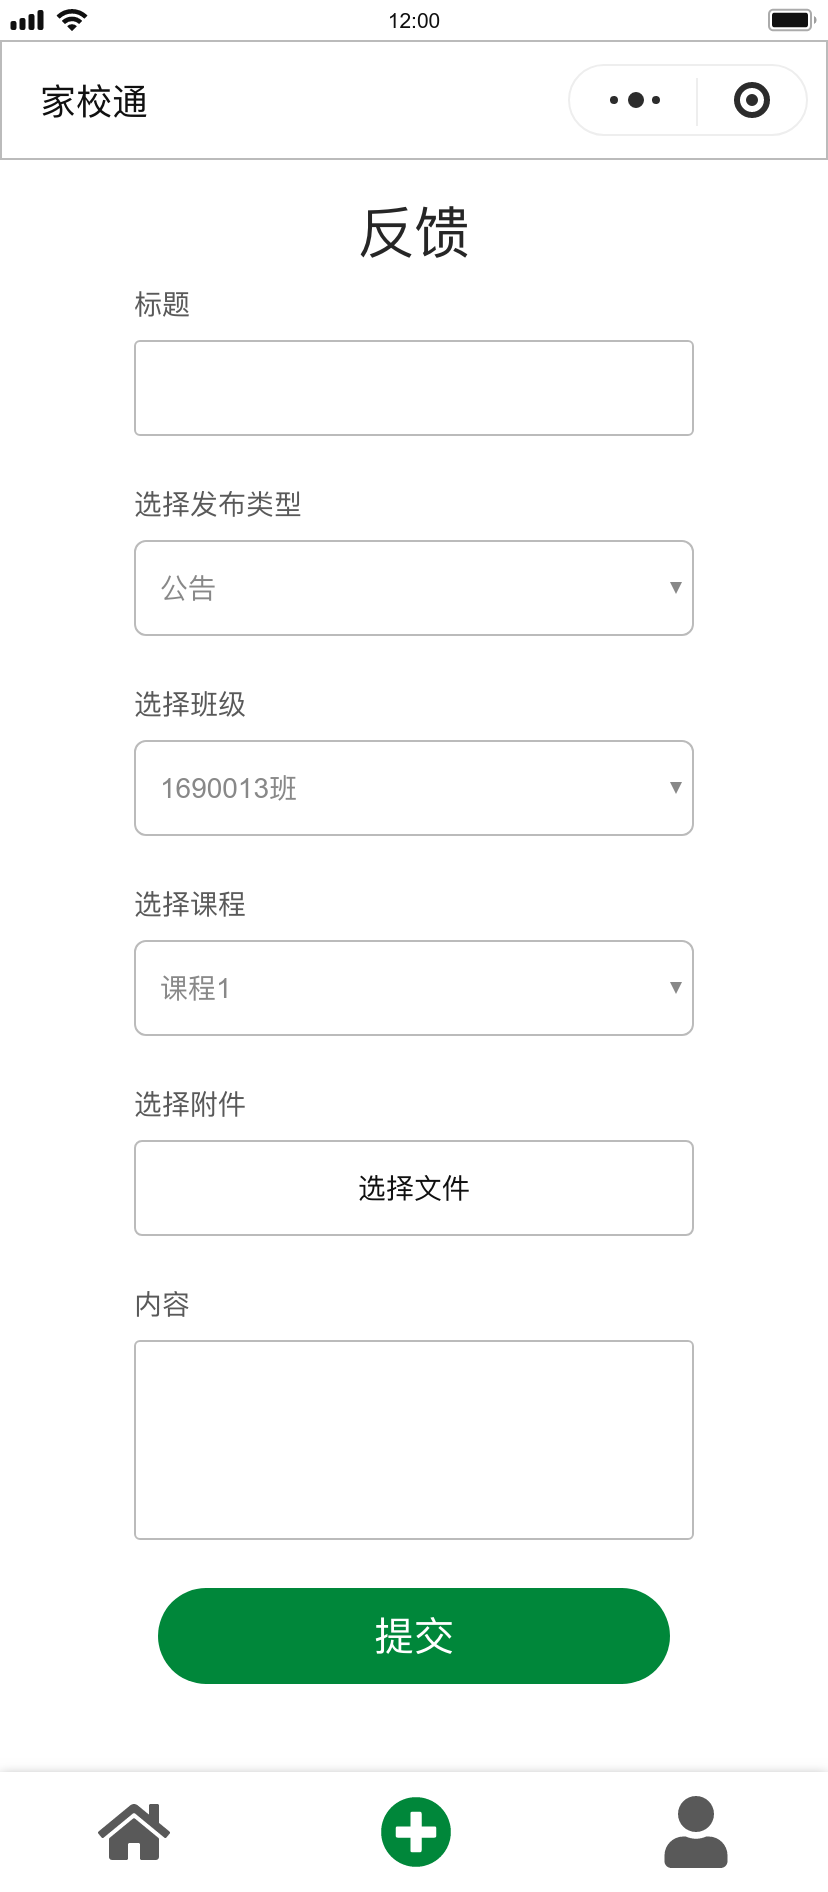 12:00
家校通
反馈
标题
选择发布类型
公告
选择班级
1690013班
选择课程
课程1
选择附件
选择文件
内容
提交